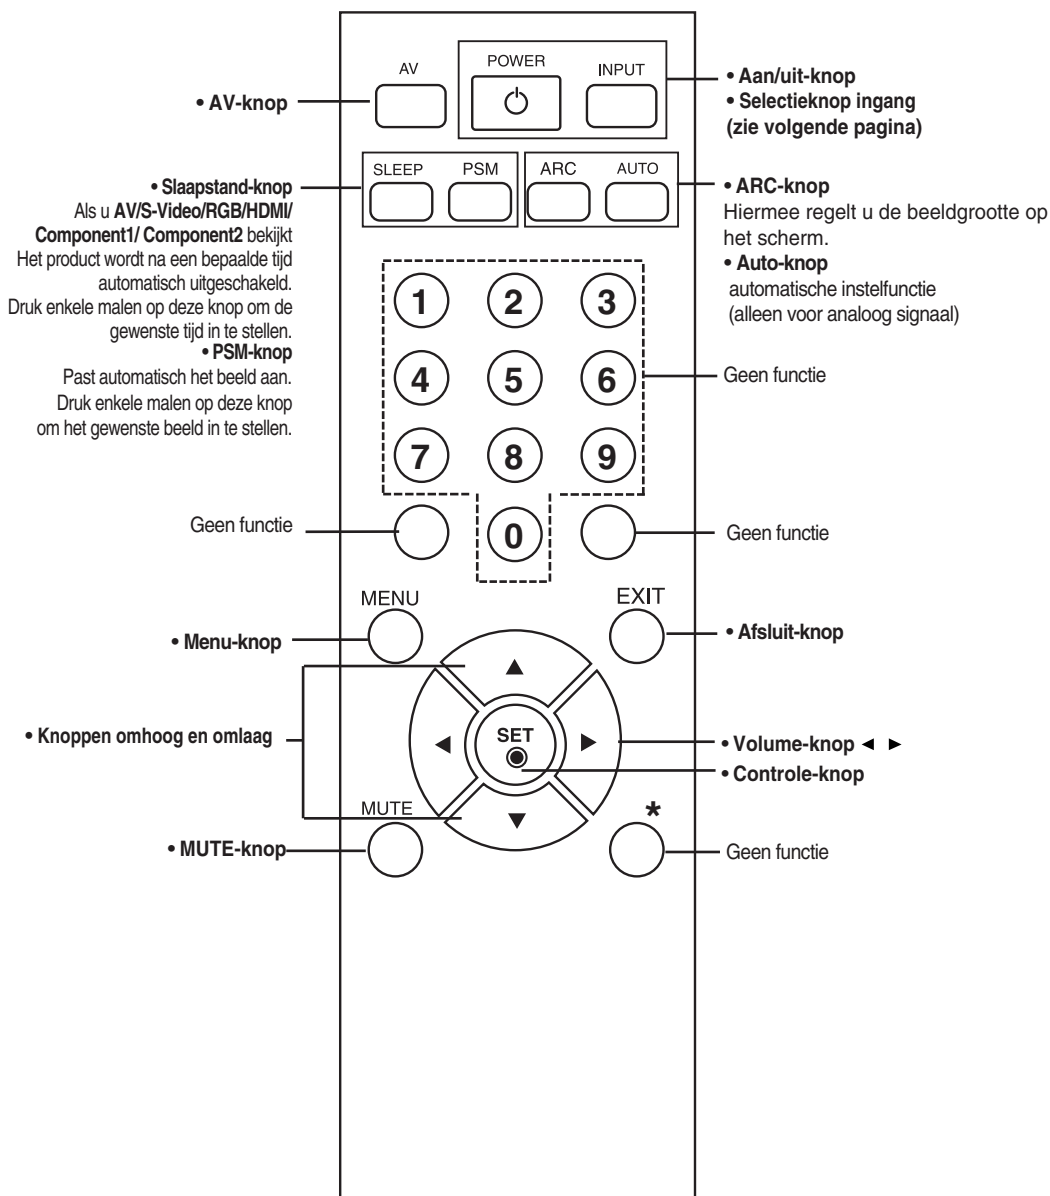 AV
POWER
INPUT
• AV-knop
• Aan/uit-knop
• Selectieknop ingang
(zie volgende pagina)
SLEEP
PSM
ARC
AUTO
• Slaapstand-knop
Als u AV/S-Video/RGB/HDMI/
Component1/ Component2 bekijkt
Het product wordt na een bepaalde tijd
automatisch uitgeschakeld.
Druk enkele malen op deze knop om de
gewenste tijd in te stellen.
• PSM-knop
Past automatisch het beeld aan.
Druk enkele malen op deze knop
om het gewenste beeld in te stellen.
• ARC-knop
Hiermee regelt u de beeldgrootte op
het scherm.
• Auto-knop
automatische instelfunctie
(alleen voor analoog signaal)
1 2 3
4 5 6
Geen functie
7 8 9
Geen functie
0
Geen functie
MENU
EXIT
• Menu-knop
• Afsluit-knop
• Knoppen omhoog en omlaag
SET
• Volume-knop ◄ ►
• Controle-knop
MUTE
*
• MUTE-knop
Geen functie